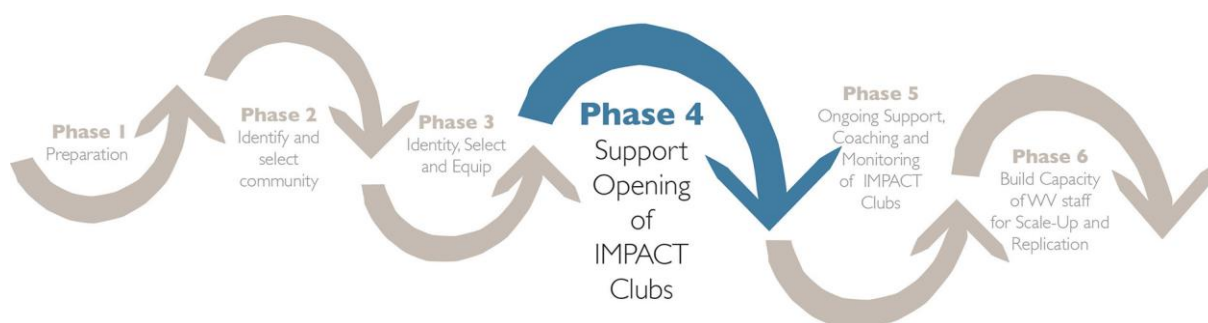 Phase 1
Preparation
Phase 2
Identify and
select
community
Phase 3
Identity, Select
and Equip
Phase 4
Support
Opening
of
IMPACT
Clubs
Phase 5
Ongoing Support,
Coaching and
Monitoring
of IMPACT
Clubs
Phase 6
Build Capacity
of WV staff
for Scale-Up and
Replication